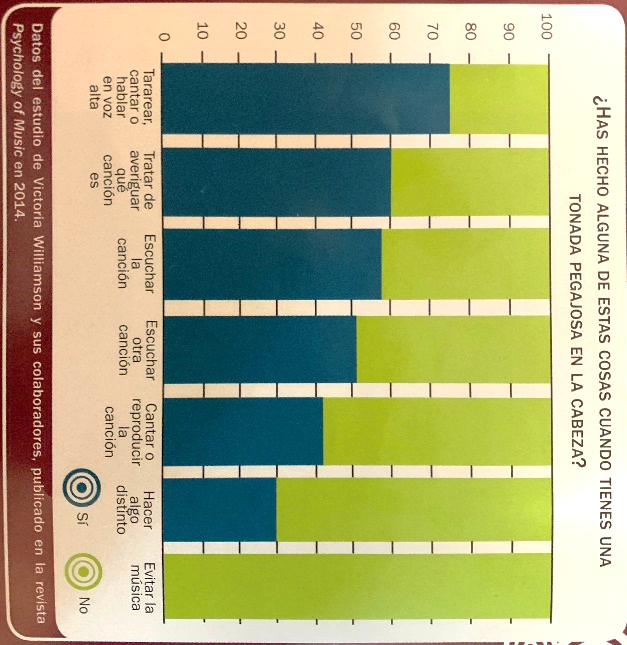 ¿HAS HECHO ALGUNA DE ESTAS COSAS CUANDO TIENES UNA
TONADA PEGAJOSA EN LA CABEZA?
100
90
80
70
60
50
40
30
20
10
0
Tararear,
cantar o
hablar
en voz
alta
Tratar de
averiguar
qué
canción
es
Escuchar
la
canción
Escuchar
otra
canción
Cantar o
reproducir
la
canción
Hacer
algo
distinto
Evitar la
música
Sí
No
Datos del estudio de Victoria Williamson y sus colaboradores, publicado en la revista
Psychology of Music en 2014.